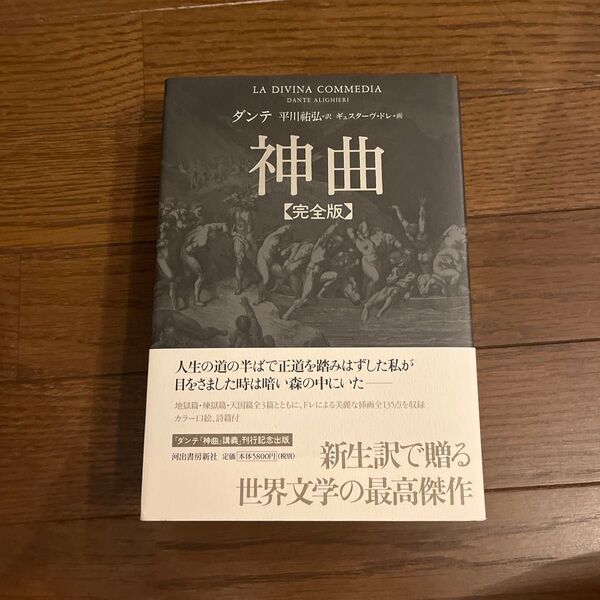 LA DIVINA COMMEDIA
DANTE ALIGHIERI
ダンテ 平川祐弘・訳 ギュスターヴ・ドレ・画
神曲
【完全版】
人生の道の半ばで正道を踏みはずした私が
目をさました時は暗い森の中にいた――
地獄篇・煉獄篇・天国篇全3篇とともに、ドレによる美麗な挿画全135点を収録
カラー口絵、詩篇付
『ダンテ『神曲』講義』刊行記念出版
河出書房新社 定価 本体5800円(税別)
新生訳で贈る
世界文学の最高傑作